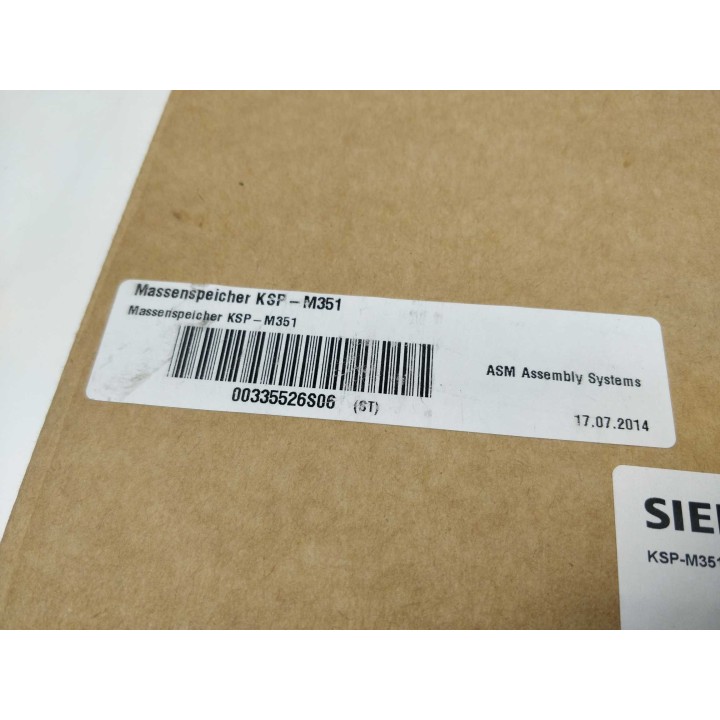 Massenspeicher KSP – M351
Massenspeicher KSP – M351
00335526S06 (ST)
ASM Assembly Systems
17.07.2014
SIE
KSP-M351